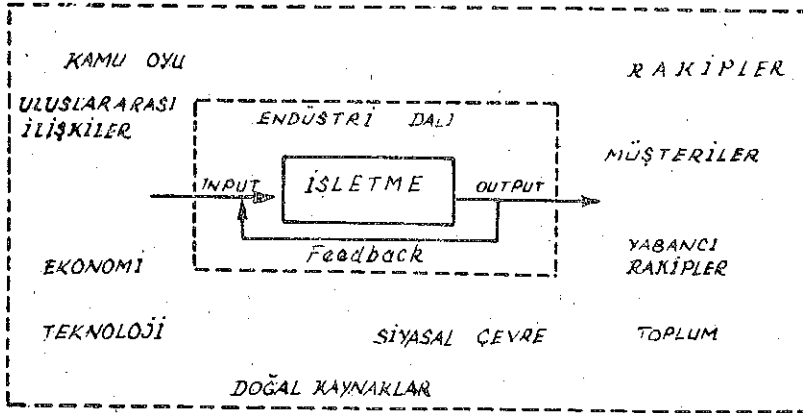 KAMU OYU
RAKİPLER
ULUSLARARASI
İLİŞKİLER
ENDÜSTRİ DALI
MÜŞTERİLER
INPUT
İŞLETME
OUTPUT
Feedback
EKONOMİ
YABANCI
RAKİPLER
TEKNOLOJİ
SİYASAL ÇEVRE
TOPLUM
DOĞAL KAYNAKLAR